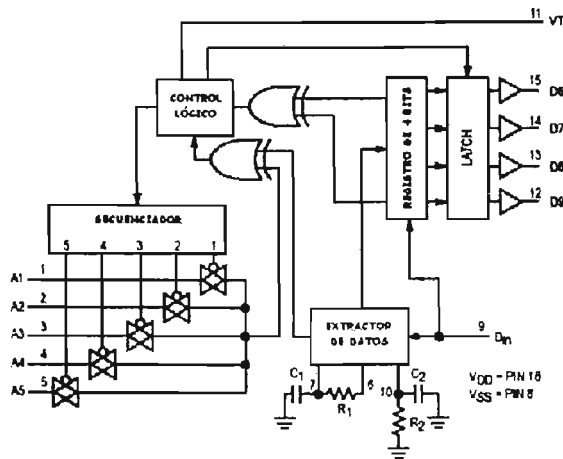 11 VT
CONTROL
LÓGICO
REGISTRO DE 4 BITS
LATCH
15 D6
14 D7
13 D8
12 D9
SECUENCIADOR
5 4 3 2 1
A1 1
A2 2
A3 3
A4 4
A5 5
EXTRACTOR
DE DATOS
9 Din
C1 7 R1 6 10 C2
R2
VDD = PIN 16
VSS = PIN 8